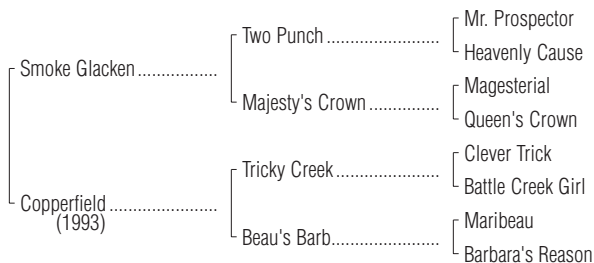 Mr. Prospector
Two Punch
Heavenly Cause
Smoke Glacken
Magesterial
Majesty's Crown
Queen's Crown
Clever Trick
Tricky Creek
Battle Creek Girl
Copperfield
(1993)
Maribeau
Beau's Barb
Barbara's Reason